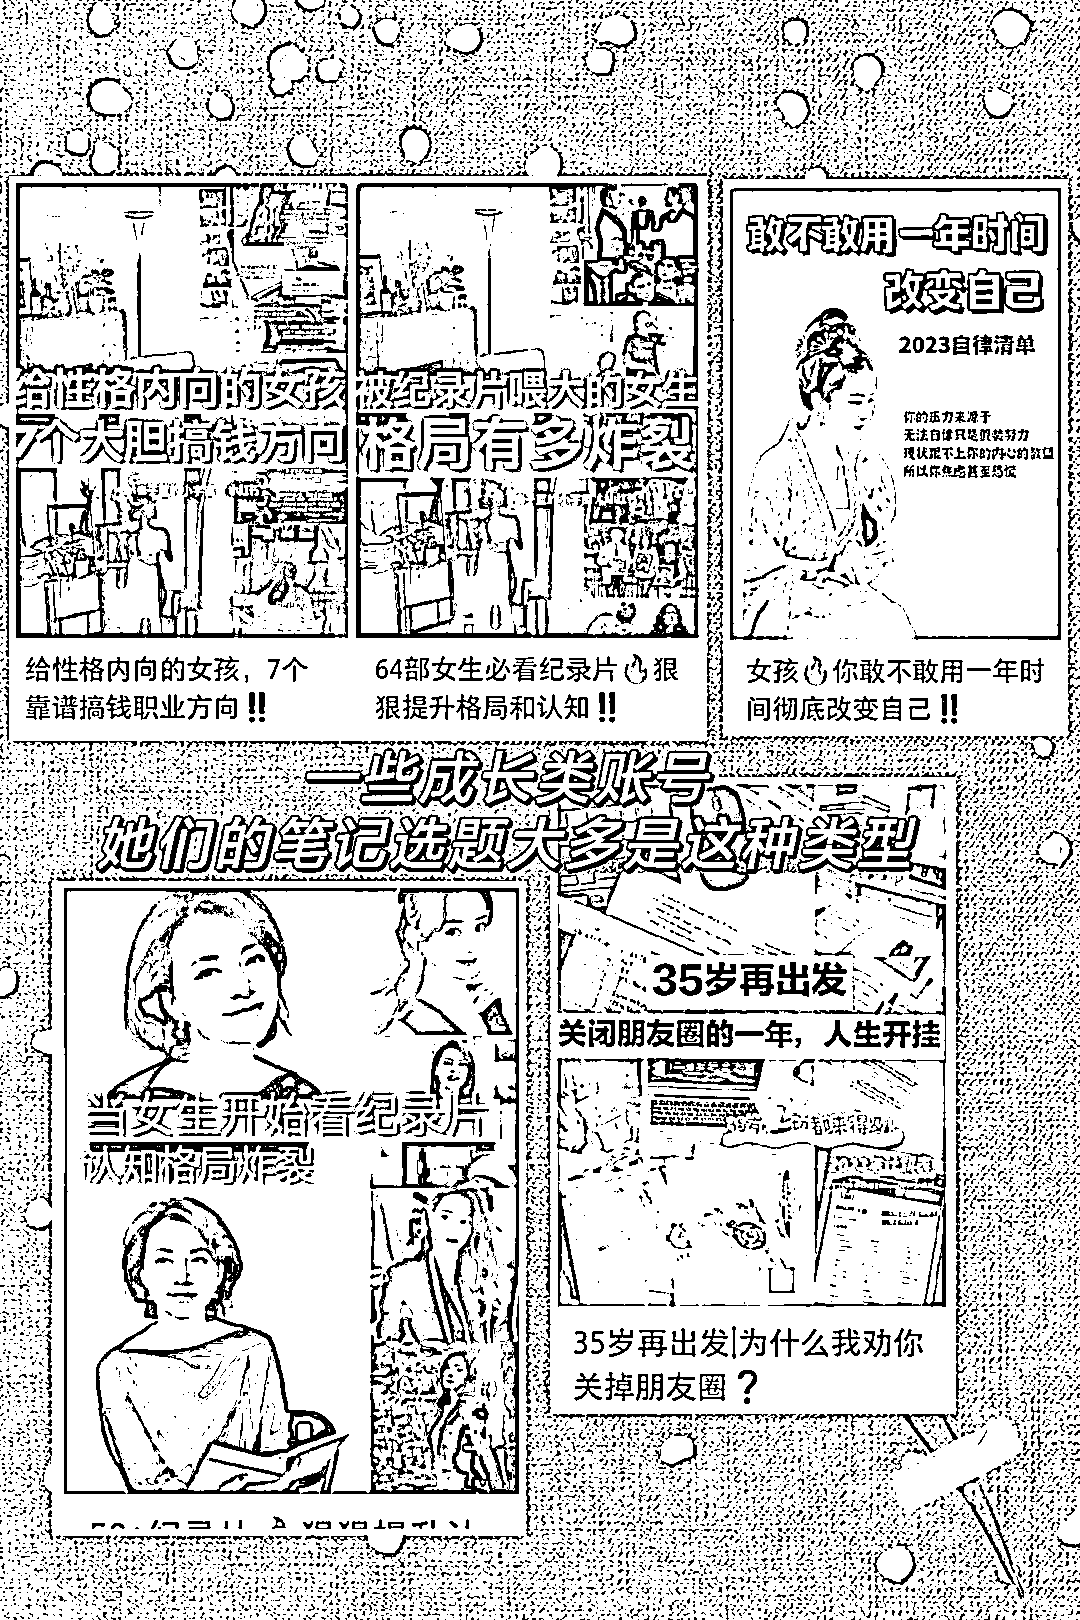 给性格内向的女孩
7个大胆搞钱方向
给性格内向的女孩，7个
靠谱搞钱职业方向‼
被纪录片喂大的女生
格局有多炸裂
64部女生必看纪录片🔥狠
狠提升格局和认知‼
敢不敢用一年时间
改变自己
2023自律清单
你的压力来源于
无法自律只是假装努力
现状跟不上你的内心的欲望
所以你焦虑甚至恐慌
女孩🔥你敢不敢用一年时
间彻底改变自己‼
一些成长类账号
她们的笔记选题大多是这种类型
当女生开始看纪录片
认知格局炸裂
35岁再出发
关闭朋友圈的一年，人生开挂
35岁再出发|为什么我劝你
关掉朋友圈？